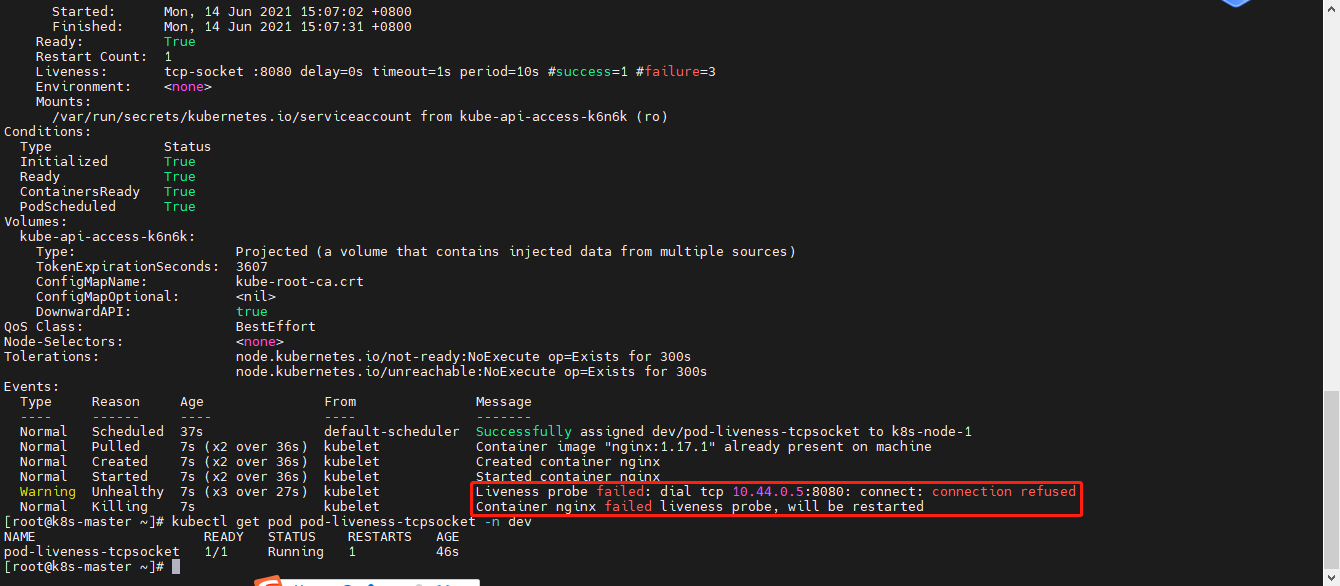 Started:      Mon, 14 Jun 2021 15:07:02 +0800
Finished:     Mon, 14 Jun 2021 15:07:31 +0800
Ready:          True
Restart Count:  1
Liveness:       tcp-socket :8080 delay=0s timeout=1s period=10s #success=1 #failure=3
Environment:    <none>
Mounts:
/var/run/secrets/kubernetes.io/serviceaccount from kube-api-access-k6n6k (ro)
Conditions:
Type              Status
Initialized       True
Ready             True
ContainersReady   True
PodScheduled      True
Volumes:
kube-api-access-k6n6k:
Type:                    Projected (a volume that contains injected data from multiple sources)
TokenExpirationSeconds:  3607
ConfigMapName:           kube-root-ca.crt
ConfigMapOptional:       <nil>
DownwardAPI:             true
QoS Class:                   BestEffort
Node-Selectors:              <none>
Tolerations:                 node.kubernetes.io/not-ready:NoExecute op=Exists for 300s
node.kubernetes.io/unreachable:NoExecute op=Exists for 300s
Events:
Type     Reason     Age               From               Message
----     ------     ----              ----               -------
Normal   Scheduled  37s               default-scheduler  Successfully assigned dev/pod-liveness-tcpsocket to k8s-node-1
Normal   Pulled     7s (x2 over 36s)  kubelet            Container image "nginx:1.17.1" already present on machine
Normal   Created    7s (x2 over 36s)  kubelet            Created container nginx
Normal   Started    7s (x2 over 36s)  kubelet            Started container nginx
Warning  Unhealthy  7s (x3 over 27s)  kubelet            Liveness probe failed: dial tcp 10.44.0.5:8080: connect: connection refused
Normal   Killing    7s                kubelet            Container nginx failed liveness probe, will be restarted
[root@k8s-master ~]# kubectl get pod pod-liveness-tcpsocket -n dev
NAME                     READY   STATUS    RESTARTS   AGE
pod-liveness-tcpsocket   1/1     Running   1          46s
[root@k8s-master ~]#